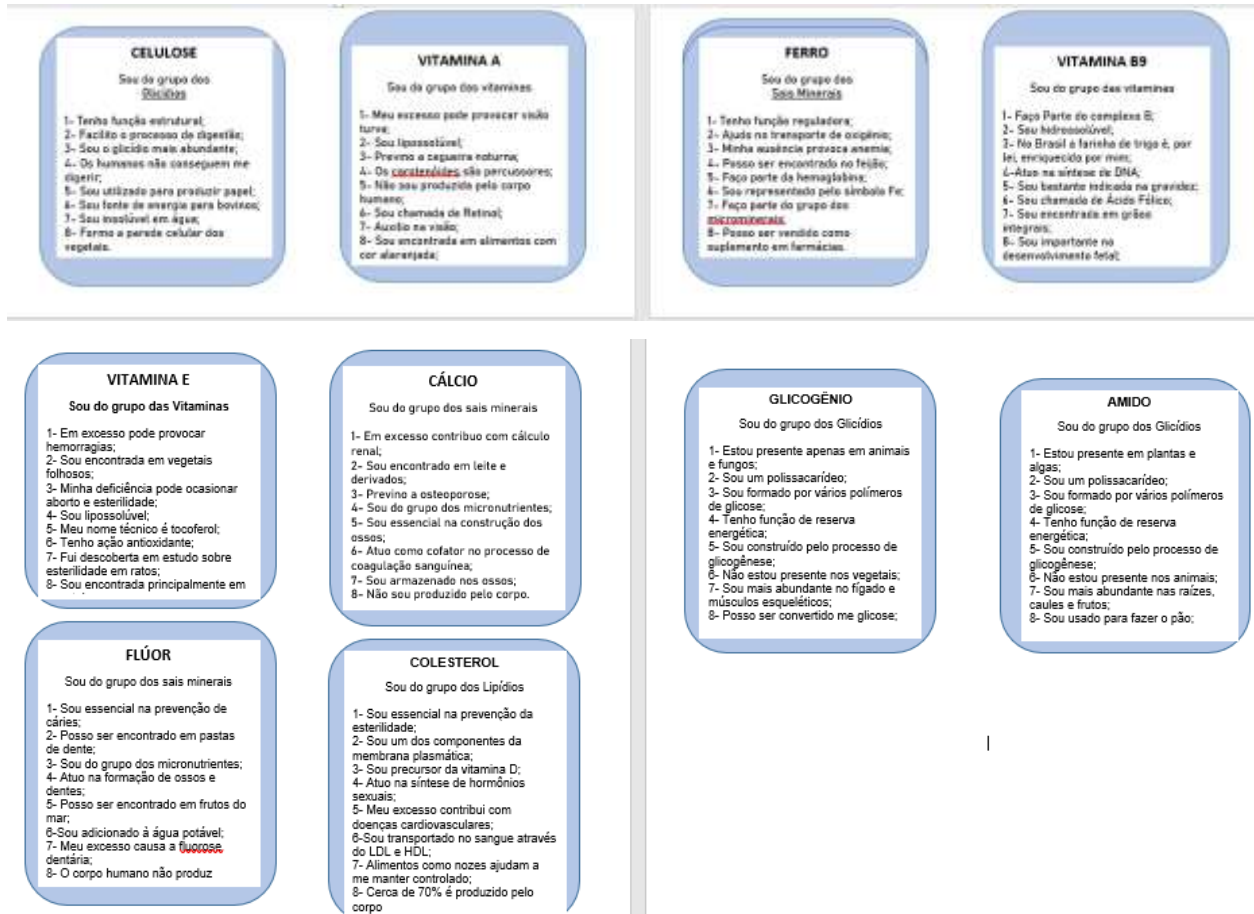 CELULOSE
Sou do grupo dos
Glicídios
1- Tenho função estrutural;
2- Facilito o processo de digestão;
3- Sou o glicídio mais abundante;
4- Os humanos não conseguem me
digerir;
5- Sou utilizado para produzir papel;
6- Sou fonte de energia para bovinos;
7- Sou insolúvel em água;
8- Formo a parede celular dos
vegetais.
VITAMINA A
Sou do grupo das vitaminas
1- Meu excesso pode provocar visão
turva;
2- Sou lipossolúvel;
3- Previno a cegueira noturna;
4- Os carotenóides são percussores;
5- Não sou produzida pelo corpo
humano;
6- Sou chamada de Retinol;
7- Auxilio na visão;
8- Sou encontrada em alimentos com
cor alaranjada;
FERRO
Sou do grupo dos
Sais Minerais
1- Tenho função reguladora;
2- Ajudo no transporte de oxigênio;
3- Minha ausência provoca anemia;
4- Posso ser encontrado no feijão;
5- Faço parte da hemoglobina;
6- Sou representado pelo símbolo Fe;
7- Faço parte do grupo dos
microminerais;
8- Posso ser vendido como
suplemento em farmácias.
VITAMINA B9
Sou do grupo das vitaminas
1- Faço Parte do complexo B;
2- Sou hidrossolúvel;
3- No Brasil a farinha de trigo é, por
lei, enriquecida por mim;
4-Atuo na síntese de DNA;
5- Sou bastante indicada na gravidez;
6- Sou chamada de Ácido Fólico;
7- Sou encontrada em grãos
integrais;
8- Sou importante no
desenvolvimento fetal;
VITAMINA E
Sou do grupo das Vitaminas
1- Em excesso pode provocar
hemorragias;
2- Sou encontrada em vegetais
folhosos;
3- Minha deficiência pode ocasionar
aborto e esterilidade;
4- Sou lipossolúvel;
5- Meu nome técnico é tocoferol;
6- Tenho ação antioxidante;
7- Fui descoberta em estudo sobre
esterilidade em ratos;
8- Sou encontrada principalmente em
CÁLCIO
Sou do grupo dos sais minerais
1- Em excesso contribuo com cálculo
renal;
2- Sou encontrado em leite e
derivados;
3- Previno a osteoporose;
4- Sou do grupo dos micronutrientes;
5- Sou essencial na construção dos
ossos;
6- Atuo como cofator no processo de
coagulação sanguínea;
7- Sou armazenado nos ossos;
8- Não sou produzido pelo corpo.
GLICOGÊNIO
Sou do grupo dos Glicídios
1- Estou presente apenas em animais
e fungos;
2- Sou um polissacarídeo;
3- Sou formado por vários polímeros
de glicose;
4- Tenho função de reserva
energética;
5- Sou construído pelo processo de
glicogênese;
6- Não estou presente nos vegetais;
7- Sou mais abundante no fígado e
músculos esqueléticos;
8- Posso ser convertido me glicose;
AMIDO
Sou do grupo dos Glicídios
1- Estou presente em plantas e
algas;
2- Sou um polissacarídeo;
3- Sou formado por vários polímeros
de glicose;
4- Tenho função de reserva
energética;
5- Sou construído pelo processo de
glicogênese;
6- Não estou presente nos animais;
7- Sou mais abundante nas raízes,
caules e frutos;
8- Sou usado para fazer o pão;
FLÚOR
Sou do grupo dos sais minerais
1- Sou essencial na prevenção de
cáries;
2- Posso ser encontrado em pastas
de dente;
3- Sou do grupo dos micronutrientes;
4- Atuo na formação de ossos e
dentes;
5- Posso ser encontrado em frutos do
mar;
6-Sou adicionado à água potável;
7- Meu excesso causa a fluorose
dentária;
8- O corpo humano não produz
COLESTEROL
Sou do grupo dos Lipídios
1- Sou essencial na prevenção da
esterilidade;
2- Sou um dos componentes da
membrana plasmática;
3- Sou precursor da vitamina D;
4- Atuo na síntese de hormônios
sexuais;
5- Meu excesso contribui com
doenças cardiovasculares;
6-Sou transportado no sangue através
do LDL e HDL;
7- Alimentos como nozes ajudam a
me manter controlado;
8- Cerca de 70% é produzido pelo
corpo